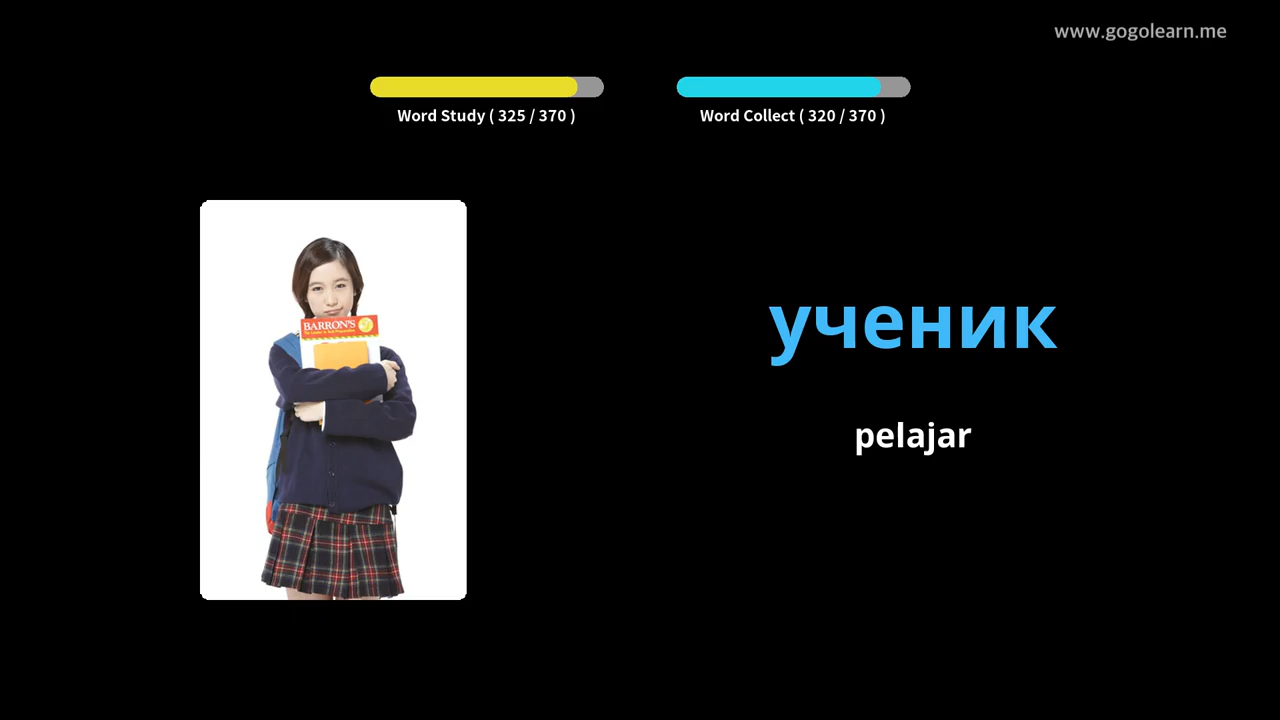 www.gogolearn.me
Word Study ( 325 / 370 )
Word Collect ( 320 / 370 )
BARRON'S
ученик
pelajar